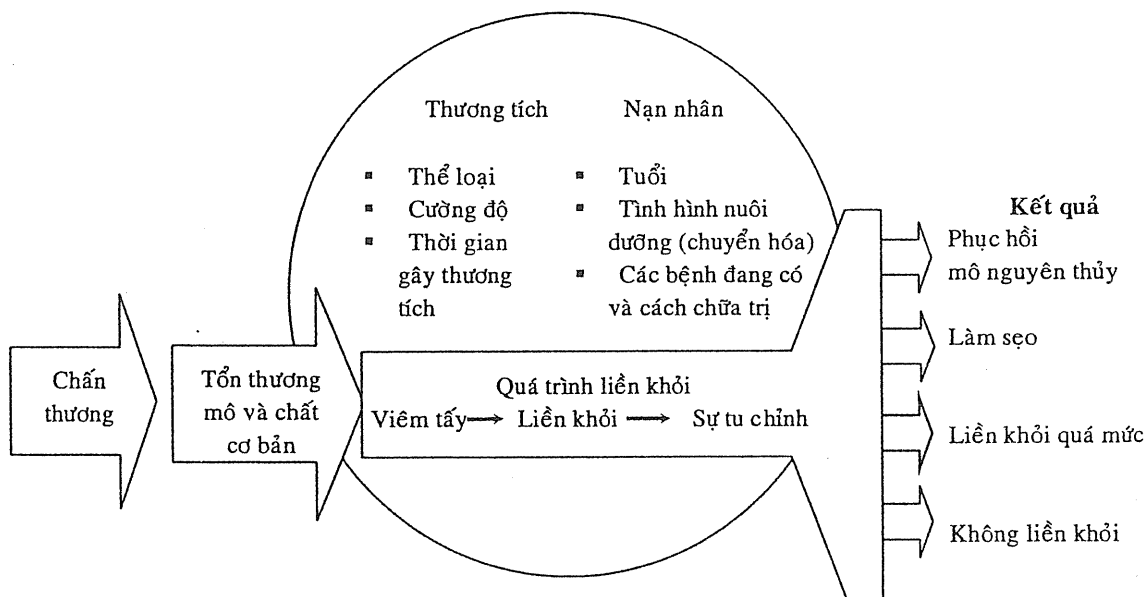 Thương tích
Nạn nhân
▪ Thể loại
▪ Cường độ
▪ Thời gian
gây thương
tích
▪ Tuổi
▪ Tình hình nuôi
dưỡng (chuyển hóa)
▪ Các bệnh đang có
và cách chữa trị
Chấn
thương
Tổn thương
mô và chất
cơ bản
Quá trình liền khỏi
Viêm tấy → Liền khỏi → Sự tu chỉnh
Kết quả
Phục hồi
mô nguyên thủy
Làm sẹo
Liền khỏi quá mức
Không liền khỏi